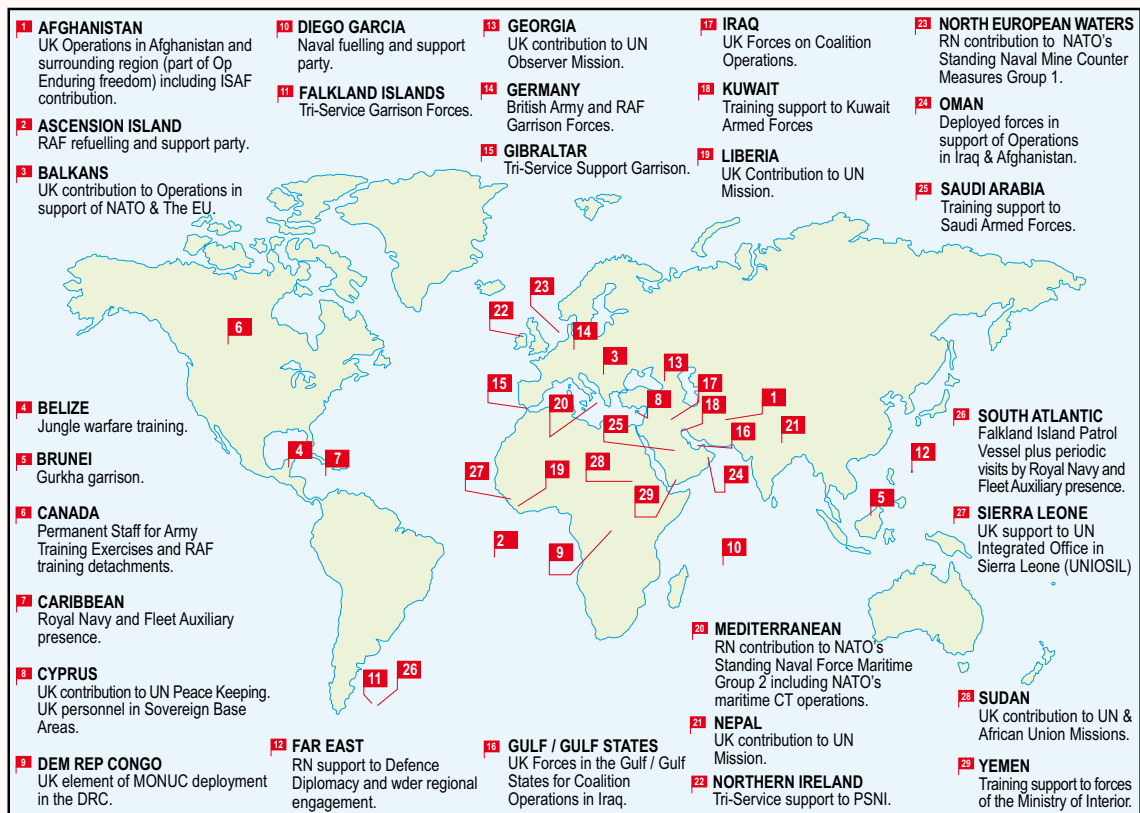 1 AFGHANISTAN
UK Operations in Afghanistan and
surrounding region (part of Op
Enduring freedom) including ISAF
contribution.
2 ASCENSION ISLAND
RAF refuelling and support party.
3 BALKANS
UK contribution to Operations in
support of NATO & The EU.
10 DIEGO GARCIA
Naval fuelling and support
party.
11 FALKLAND ISLANDS
Tri-Service Garrison Forces.
13 GEORGIA
UK contribution to UN
Observer Mission.
14 GERMANY
British Army and RAF
Garrison Forces.
15 GIBRALTAR
Tri-Service Support Garrison.
17 IRAQ
UK Forces on Coalition
Operations.
18 KUWAIT
Training support to Kuwait
Armed Forces
19 LIBERIA
UK Contribution to UN
Mission.
23 NORTH EUROPEAN WATERS
RN contribution to NATO's
Standing Naval Mine Counter
Measures Group 1.
24 OMAN
Deployed forces in
support of Operations
in Iraq & Afghanistan.
25 SAUDI ARABIA
Training support to
Saudi Armed Forces.
23
22
6
14
3
13
15
20
8
17
18
1
25
16
21
4
7
27
19
28
29
24
12
5
2
9
10
11
26
4 BELIZE
Jungle warfare training.
5 BRUNEI
Gurkha garrison.
6 CANADA
Permanent Staff for Army
Training Exercises and RAF
training detachments.
7 CARIBBEAN
Royal Navy and Fleet Auxiliary
presence.
8 CYPRUS
UK contribution to UN Peace Keeping.
UK personnel in Sovereign Base
Areas.
9 DEM REP CONGO
UK element of MONUC deployment
in the DRC.
12 FAR EAST
RN support to Defence
Diplomacy and wder regional
engagement.
16 GULF / GULF STATES
UK Forces in the Gulf / Gulf
States for Coalition
Operations in Iraq.
20 MEDITERRANEAN
RN contribution to NATO's
Standing Naval Force Maritime
Group 2 including NATO's
maritime CT operations.
21 NEPAL
UK contribution to UN
Mission.
22 NORTHERN IRELAND
Tri-Service support to PSNI.
26 SOUTH ATLANTIC
Falkland Island Patrol
Vessel plus periodic
visits by Royal Navy and
Fleet Auxiliary presence.
27 SIERRA LEONE
UK support to UN
Integrated Office in
Sierra Leone (UNIOSIL)
28 SUDAN
UK contribution to UN &
African Union Missions.
29 YEMEN
Training support to forces
of the Ministry of Interior.